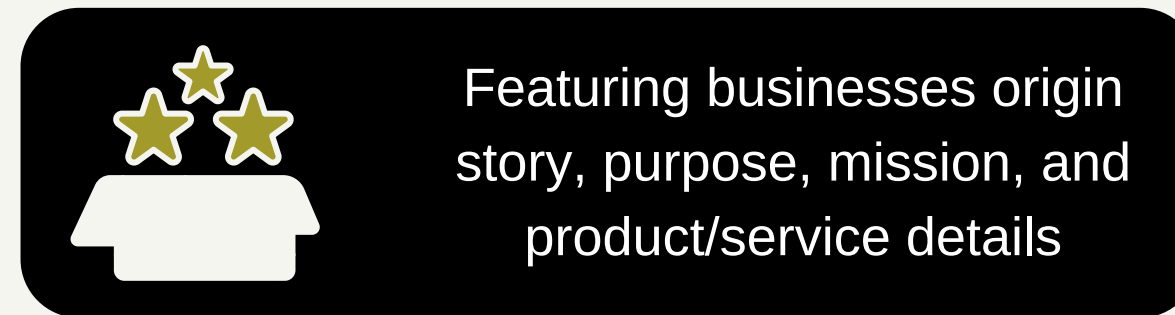 Featuring businesses origin
story, purpose, mission, and
product/service details